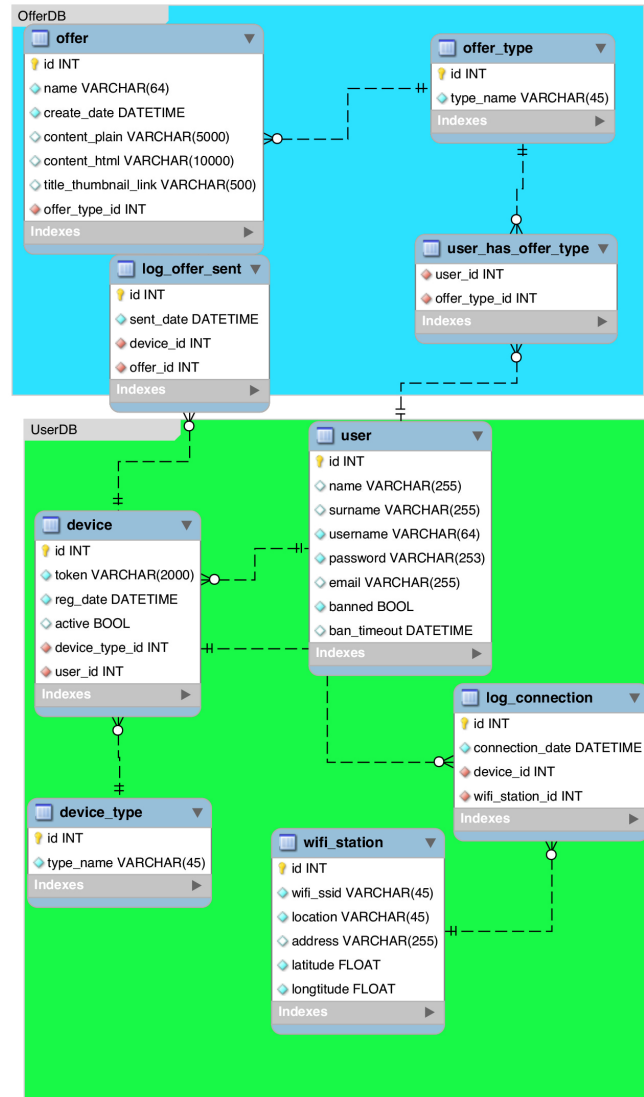 OfferDB
offer
id INT
name VARCHAR(64)
create_date DATETIME
content_plain VARCHAR(5000)
content_html VARCHAR(10000)
title_thumbnail_link VARCHAR(500)
offer_type_id INT
Indexes
offer_type
id INT
type_name VARCHAR(45)
Indexes
user_has_offer_type
user_id INT
offer_type_id INT
Indexes
log_offer_sent
id INT
sent_date DATETIME
device_id INT
offer_id INT
Indexes
UserDB
user
id INT
name VARCHAR(255)
surname VARCHAR(255)
username VARCHAR(64)
password VARCHAR(253)
email VARCHAR(255)
banned BOOL
ban_timeout DATETIME
Indexes
device
id INT
token VARCHAR(2000)
reg_date DATETIME
active BOOL
device_type_id INT
user_id INT
Indexes
log_connection
id INT
connection_date DATETIME
device_id INT
wifi_station_id INT
Indexes
device_type
id INT
type_name VARCHAR(45)
Indexes
wifi_station
id INT
wifi_ssid VARCHAR(45)
location VARCHAR(45)
address VARCHAR(255)
latitude FLOAT
longtitude FLOAT
Indexes